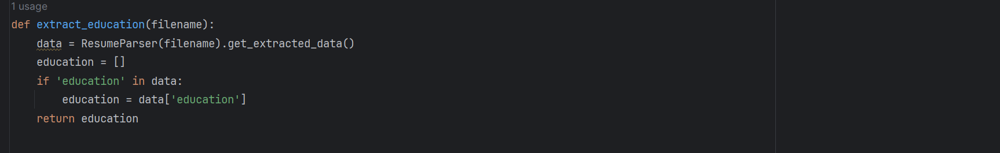 1 usage
def extract_education(filename):
    data = ResumeParser(filename).get_extracted_data()
    education = []
    if 'education' in data:
        education = data['education']
    return education